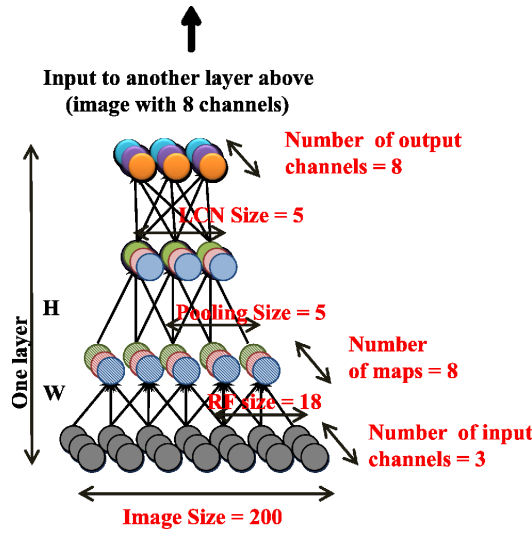 Input to another layer above
(image with 8 channels)
Number of output
channels = 8
LCN Size = 5
One layer
H
Pooling Size = 5
Number
of maps = 8
W
RF size = 18
Number of input
channels = 3
Image Size = 200